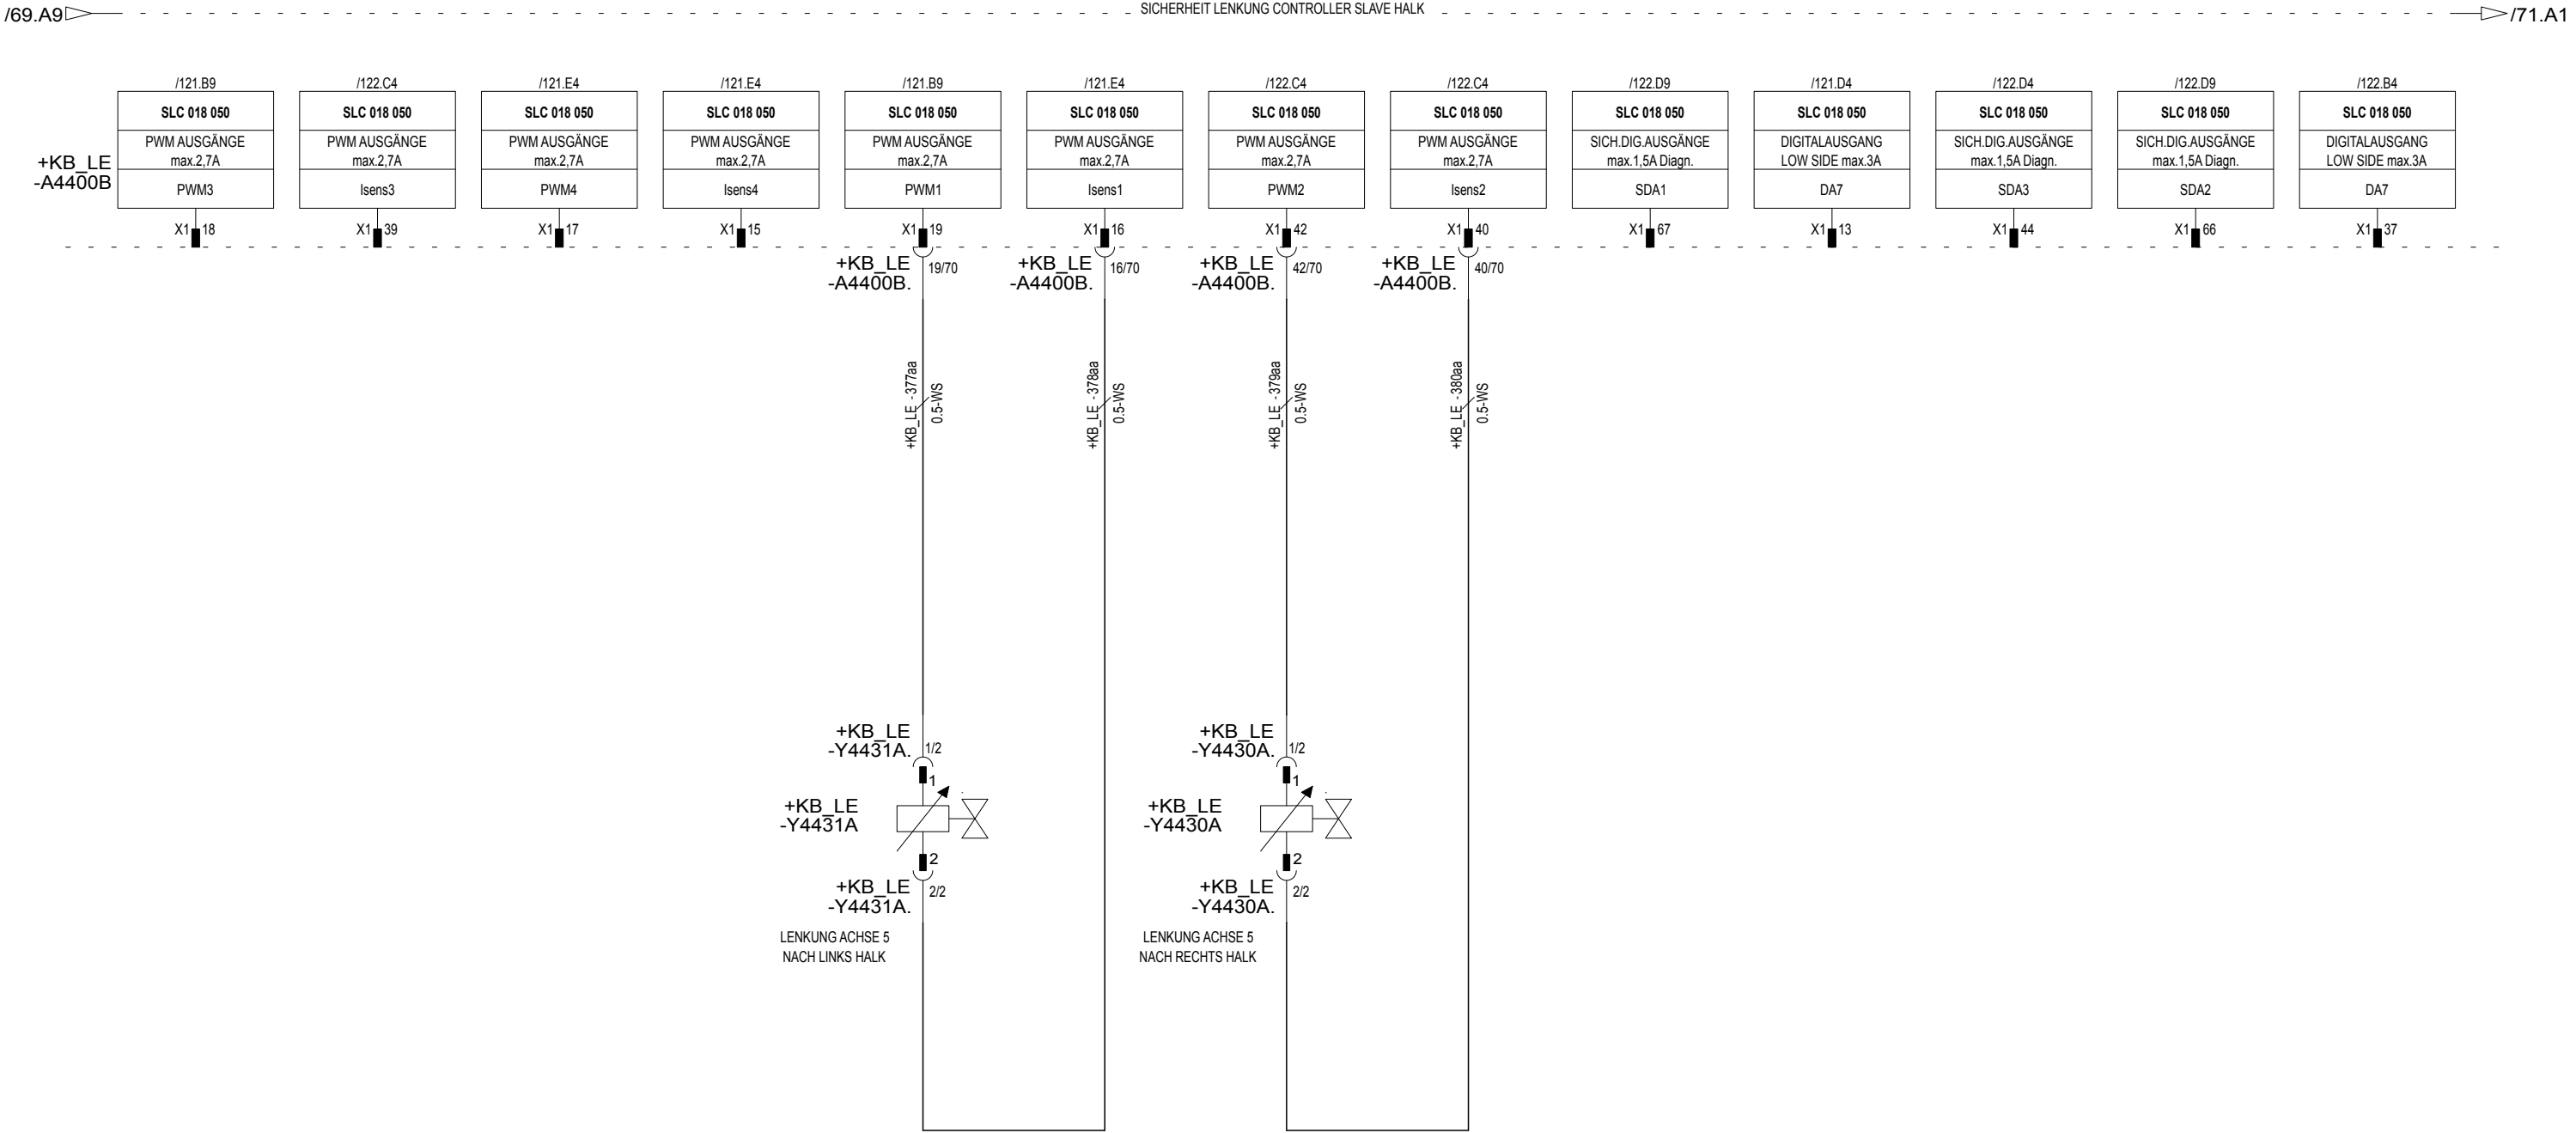 /69.A9
SICHERHEIT LENKUNG CONTROLLER SLAVE HALK
/71.A1
+KB_LE
-A4400B
/121.B9
SLC 018 050
PWM AUSGÄNGE
max.2,7A
PWM3
X1 18
/122.C4
SLC 018 050
PWM AUSGÄNGE
max.2,7A
Isens3
X1 39
/121.E4
SLC 018 050
PWM AUSGÄNGE
max.2,7A
PWM4
X1 17
/121.E4
SLC 018 050
PWM AUSGÄNGE
max.2,7A
Isens4
X1 15
/121.B9
SLC 018 050
PWM AUSGÄNGE
max.2,7A
PWM1
X1 19
/121.E4
SLC 018 050
PWM AUSGÄNGE
max.2,7A
Isens1
X1 16
/122.C4
SLC 018 050
PWM AUSGÄNGE
max.2,7A
PWM2
X1 42
/122.C4
SLC 018 050
PWM AUSGÄNGE
max.2,7A
Isens2
X1 40
/122.D9
SLC 018 050
SICH.DIG.AUSGÄNGE
max.1,5A Diagn.
SDA1
X1 67
/121.D4
SLC 018 050
DIGITALAUSGANG
LOW SIDE max.3A
DA7
X1 13
/122.D4
SLC 018 050
SICH.DIG.AUSGÄNGE
max.1,5A Diagn.
SDA3
X1 44
/122.D9
SLC 018 050
SICH.DIG.AUSGÄNGE
max.1,5A Diagn.
SDA2
X1 66
/122.B4
SLC 018 050
DIGITALAUSGANG
LOW SIDE max.3A
DA7
X1 37
+KB_LE
-A4400B.
19/70
+KB_LE
-A4400B.
16/70
+KB_LE
-A4400B.
42/70
+KB_LE
-A4400B.
40/70
+KB_LE -377aa
0.5-WS
+KB_LE -378aa
0.5-WS
+KB_LE -379aa
0.5-WS
+KB_LE -380aa
0.5-WS
+KB_LE
-Y4431A.
1/2
1
+KB_LE
-Y4431A
2
+KB_LE
-Y4431A.
2/2
LENKUNG ACHSE 5
NACH LINKS HALK
+KB_LE
-Y4430A.
1/2
1
+KB_LE
-Y4430A
2
+KB_LE
-Y4430A.
2/2
LENKUNG ACHSE 5
NACH RECHTS HALK